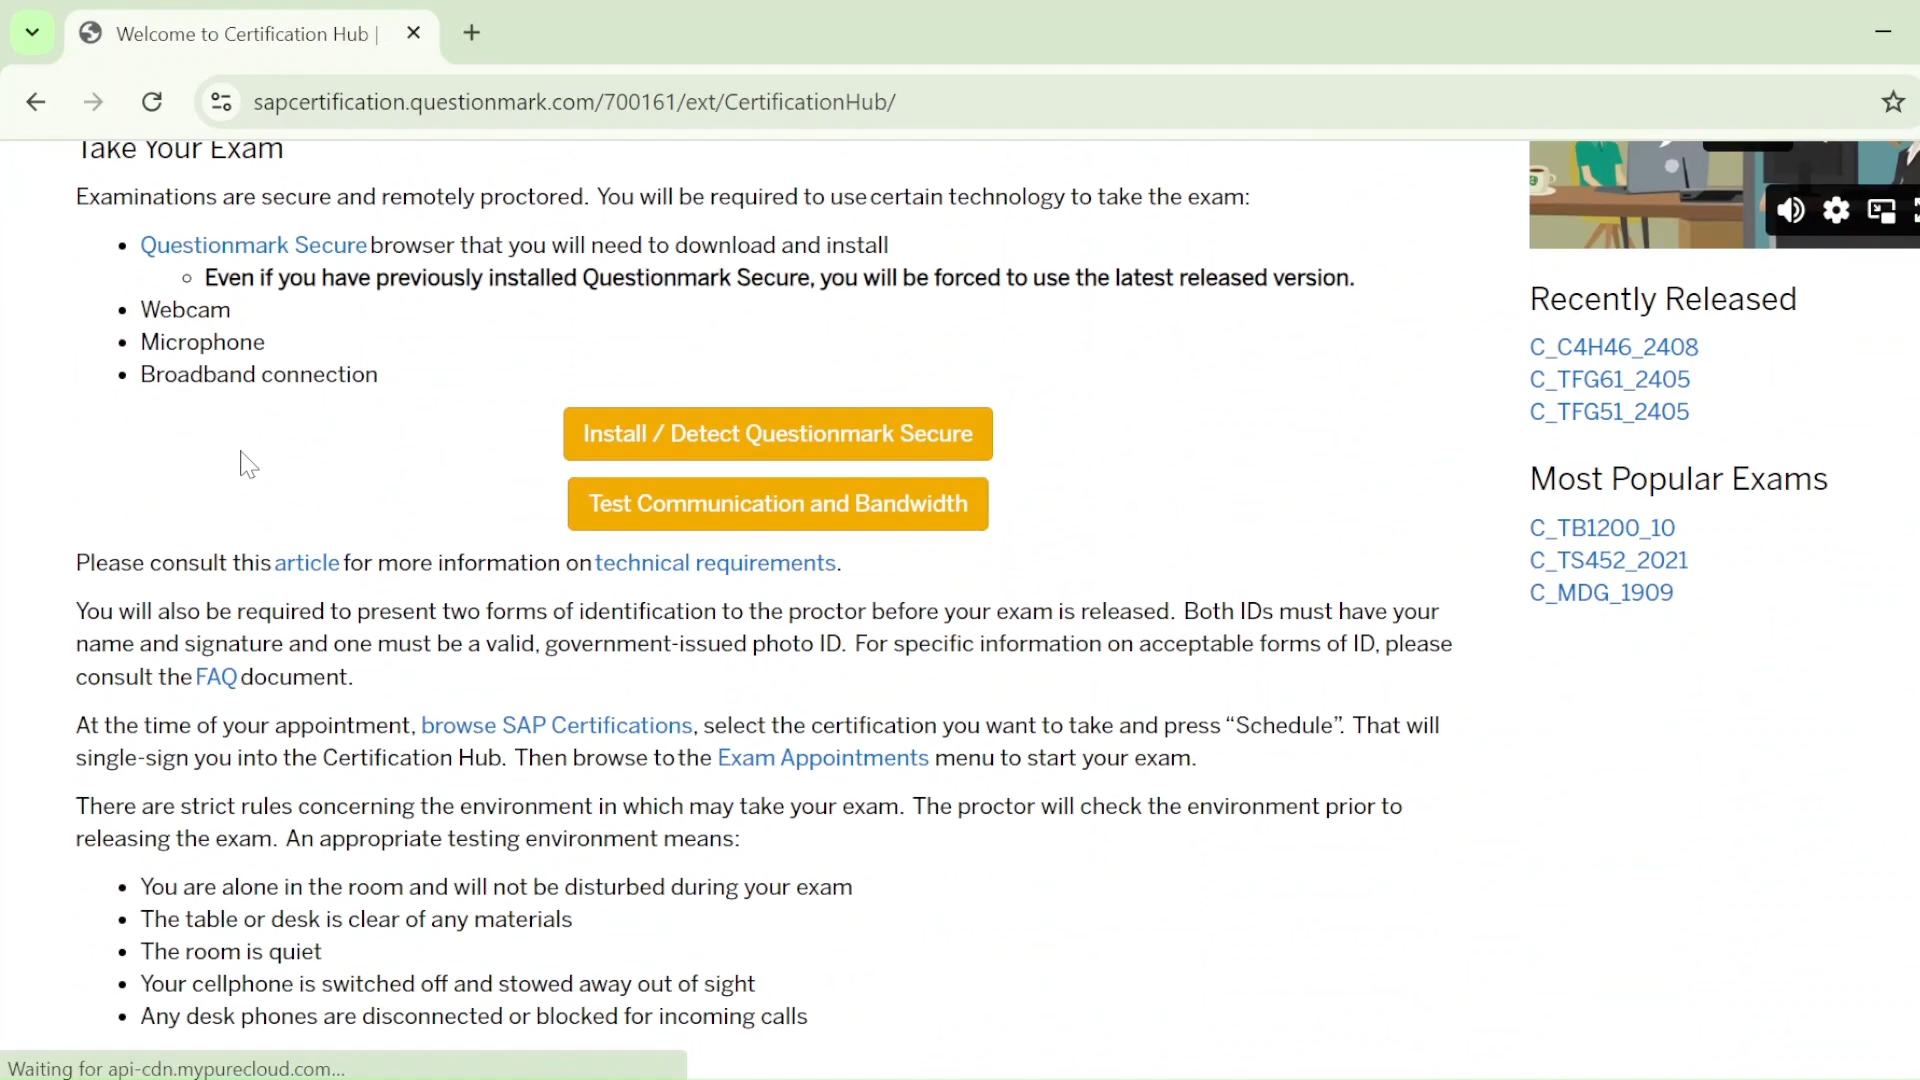 Welcome to Certification Hub |
sapcertification.questionmark.com/700161/ext/CertificationHub/
Take Your Exam
Examinations are secure and remotely proctored. You will be required to use certain technology to take the exam:
• Questionmark Secure browser that you will need to download and install
◦ Even if you have previously installed Questionmark Secure, you will be forced to use the latest released version.
• Webcam
• Microphone
• Broadband connection
Install / Detect Questionmark Secure
Test Communication and Bandwidth
Please consult this article for more information on technical requirements.
You will also be required to present two forms of identification to the proctor before your exam is released. Both IDs must have your
name and signature and one must be a valid, government-issued photo ID. For specific information on acceptable forms of ID, please
consult the FAQ document.
At the time of your appointment, browse SAP Certifications, select the certification you want to take and press “Schedule”. That will
single-sign you into the Certification Hub. Then browse to the Exam Appointments menu to start your exam.
There are strict rules concerning the environment in which may take your exam. The proctor will check the environment prior to
releasing the exam. An appropriate testing environment means:
• You are alone in the room and will not be disturbed during your exam
• The table or desk is clear of any materials
• The room is quiet
• Your cellphone is switched off and stowed away out of sight
• Any desk phones are disconnected or blocked for incoming calls
Recently Released
C_C4H46_2408
C_TFG61_2405
C_TFG51_2405
Most Popular Exams
C_TB1200_10
C_TS452_2021
C_MDG_1909
Waiting for api-cdn.mypurecloud.com...